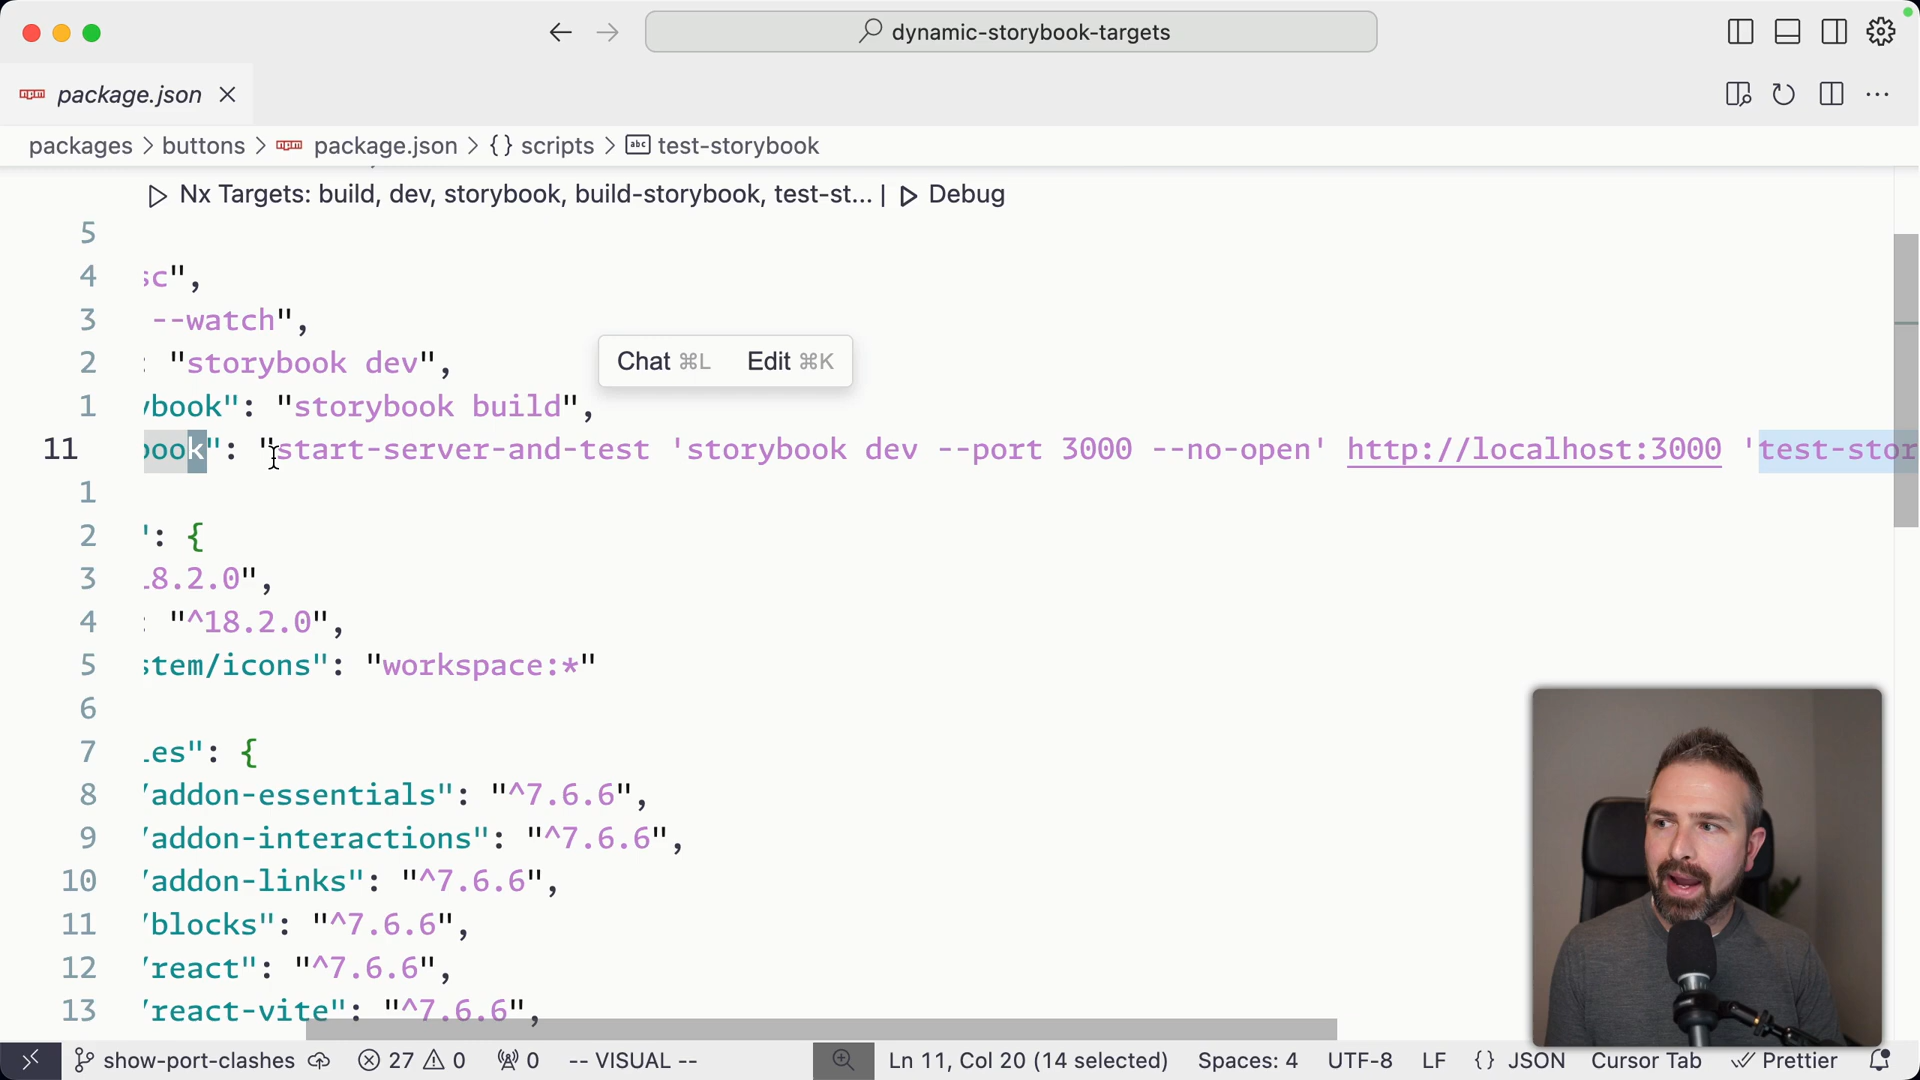 dynamic-storybook-targets
package.json
packages > buttons > package.json > {} scripts > abc test-storybook
Nx Targets: build, dev, storybook, build-storybook, test-st... | Debug
5
4 sc",
3 --watch",
2 : "storybook dev",
Chat ⌘L Edit ⌘K
1 ybook": "storybook build",
11 book": "start-server-and-test 'storybook dev --port 3000 --no-open' http://localhost:3000 'test-stor
1
2 ": {
3 18.2.0",
4 : "^18.2.0",
5 stem/icons": "workspace:*"
6
7 les": {
8 /addon-essentials": "^7.6.6",
9 /addon-interactions": "^7.6.6",
10 /addon-links": "^7.6.6",
11 /blocks": "^7.6.6",
12 /react": "^7.6.6",
13 /react-vite": "^7.6.6",
show-port-clashes 27 0 0 -- VISUAL -- Ln 11, Col 20 (14 selected) Spaces: 4 UTF-8 LF {} JSON Cursor Tab Prettier